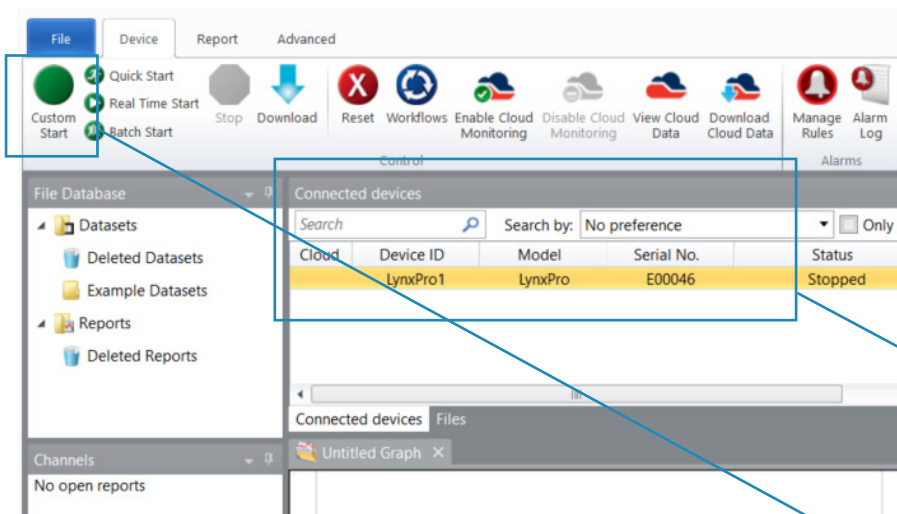 File Device Report Advanced
Custom Start
Quick Start
Real Time Start
Batch Start
Stop
Download
Reset
Workflows
Enable Cloud Monitoring
Disable Cloud Monitoring
View Cloud Data
Download Cloud Data
Manage Rules
Alarm Log
Control
Alarms
File Database
Datasets
Deleted Datasets
Example Datasets
Reports
Deleted Reports
Connected devices
Search
Search by: No preference
Only
Cloud Device ID Model Serial No. Status
LynxPro1 LynxPro E00046 Stopped
Connected devices Files
Untitled Graph
Channels
No open reports